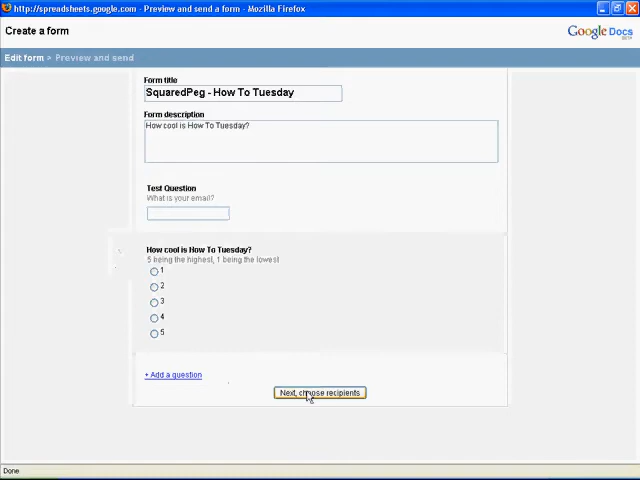 http://spreadsheets.google.com - Preview and send a form - Mozilla Firefox
Create a form
Google Docs
BETA
Edit form > Preview and send
Form title
SquaredPeg - How To Tuesday
Form description
How cool is How To Tuesday?
Test Question
What is your email?
How cool is How To Tuesday?
5 being the highest, 1 being the lowest
1
2
3
4
5
+ Add a question
Next, choose recipients
Done